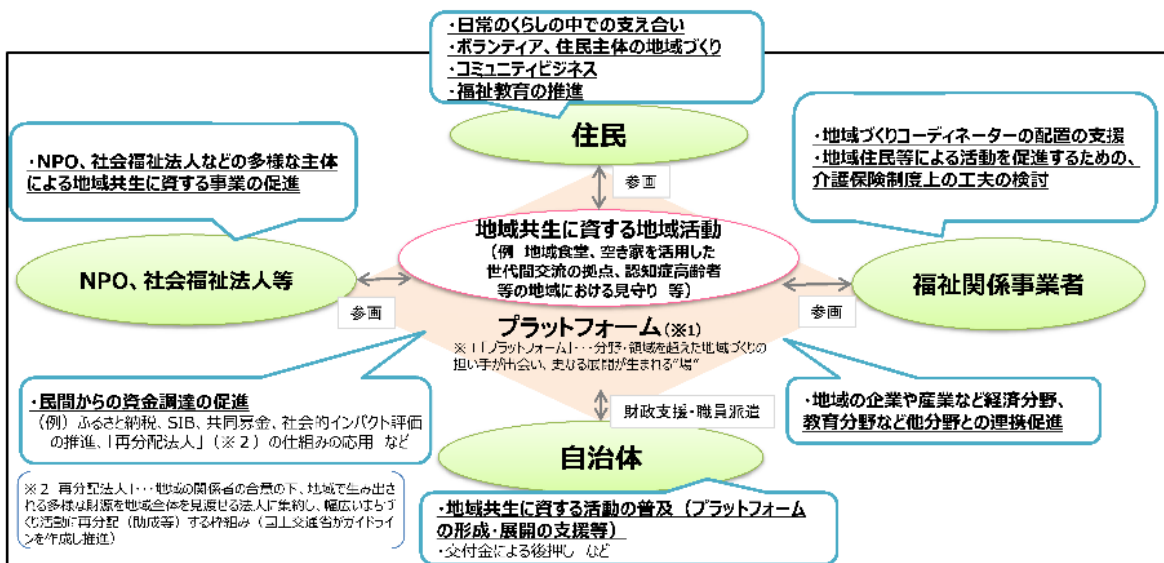 ・日常のくらしの中での支え合い
・ボランティア、住民主体の地域づくり
・コミュニティビジネス
・福祉教育の推進
住民
・NPO、社会福祉法人などの多様な主体
による地域共生に資する事業の促進
・地域づくりコーディネーターの配置の支援
・地域住民等による活動を促進するための、
介護保険制度上の工夫の検討
参画
地域共生に資する地域活動
(例 地域食堂、空き家を活用した
世代間交流の拠点、認知症高齢者
等の地域における見守り 等)
NPO、社会福祉法人等
福祉関係事業者
参画
参画
プラットフォーム(※1)
※1「プラットフォーム」・・・分野・領域を超えた地域づくりの
担い手が出会い、更なる展開が生まれる"場"
・民間からの資金調達の促進
(例)ふるさと納税、SIB、共同募金、社会的インパクト評価
の推進、「再分配法人」(※2)の仕組みの応用 など
財政支援・職員派遣
・地域の企業や産業など経済分野、
教育分野など他分野との連携促進
自治体
※2 再分配法人」・・・地域の関係者の合意の下、地域で生み出さ
れる多様な財源を地域全体を見渡せる法人に集約し、幅広いまちづ
くり活動に再分配(助成等)する枠組み(国土交通省がガイドライ
ンを作成し推進)
・地域共生に資する活動の普及(プラットフォーム
の形成・展開の支援等)
・交付金による後押し など